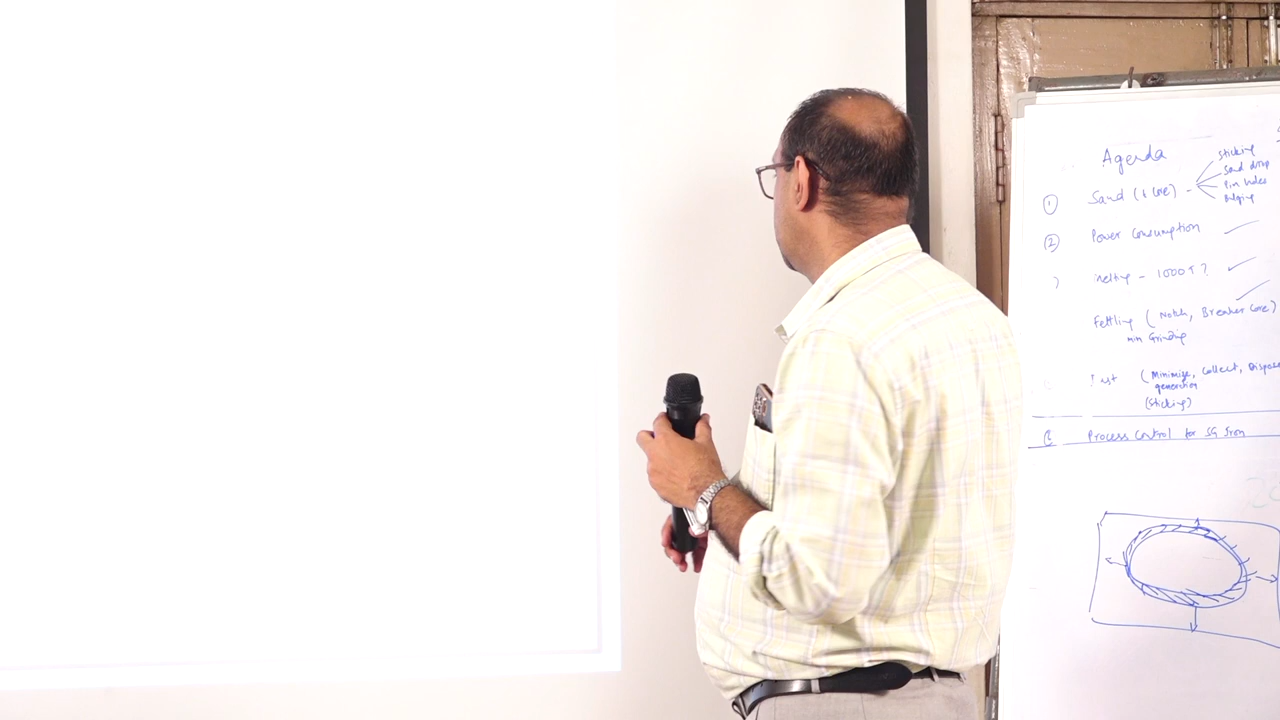 Agenda
① Sand (& Core) - Sticking
Sand drop
Pin holes
Bulging
② Power Consumption
Melting - 1000T ?
Fettling ( Notch, Breaker Core)
min Grinding
( Minimize, Collect, Dispose
generation
(Sticking)
Process Control for SG Iron